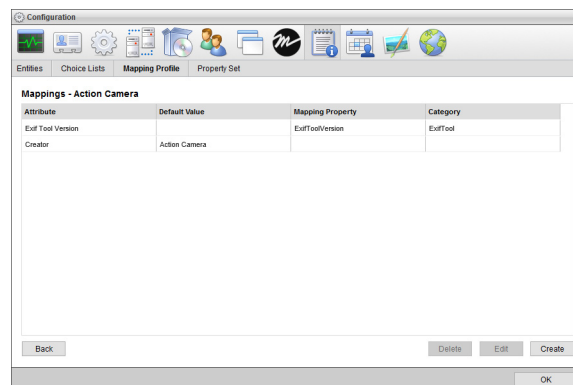 Configuration
Entities Choice Lists Mapping Profile Property Set
Mappings - Action Camera
Attribute Default Value Mapping Property Category
Exif Tool Version ExifToolVersion ExifTool
Creator Action Camera
Back Delete Edit Create
OK